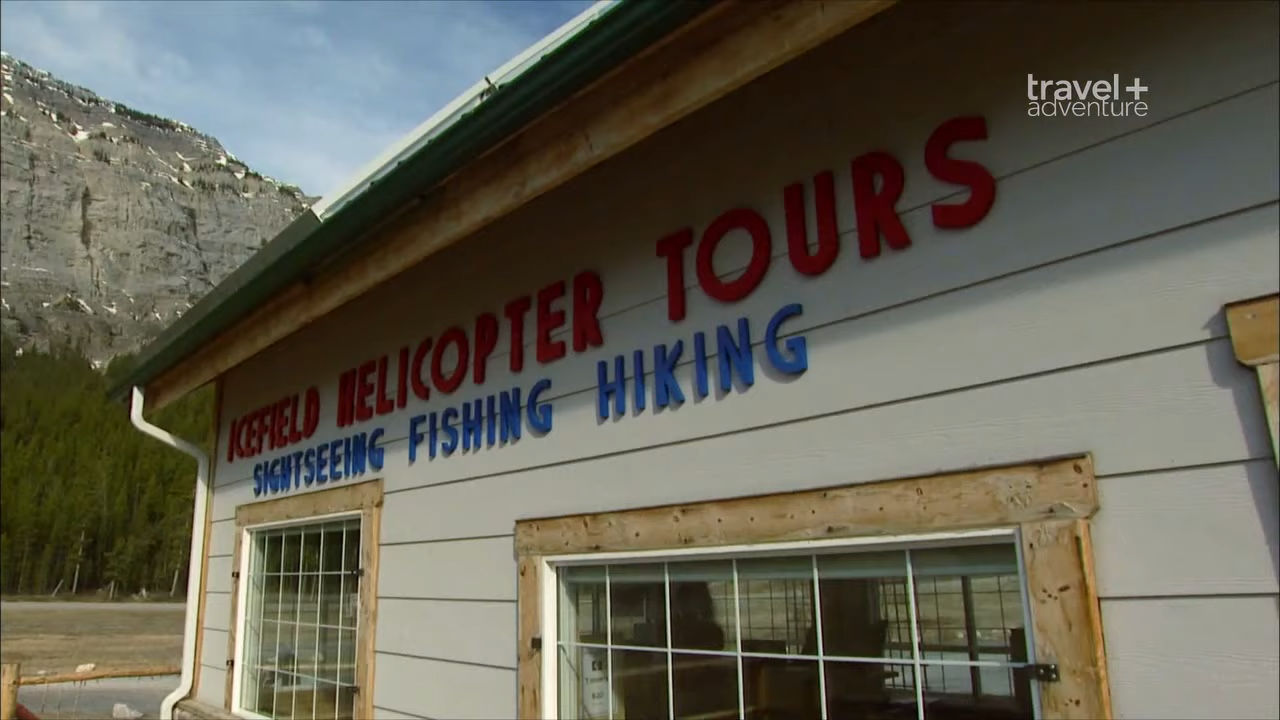 travel+
adventure
ICEFIELD HELICOPTER TOURS
SIGHTSEEING FISHING HIKING